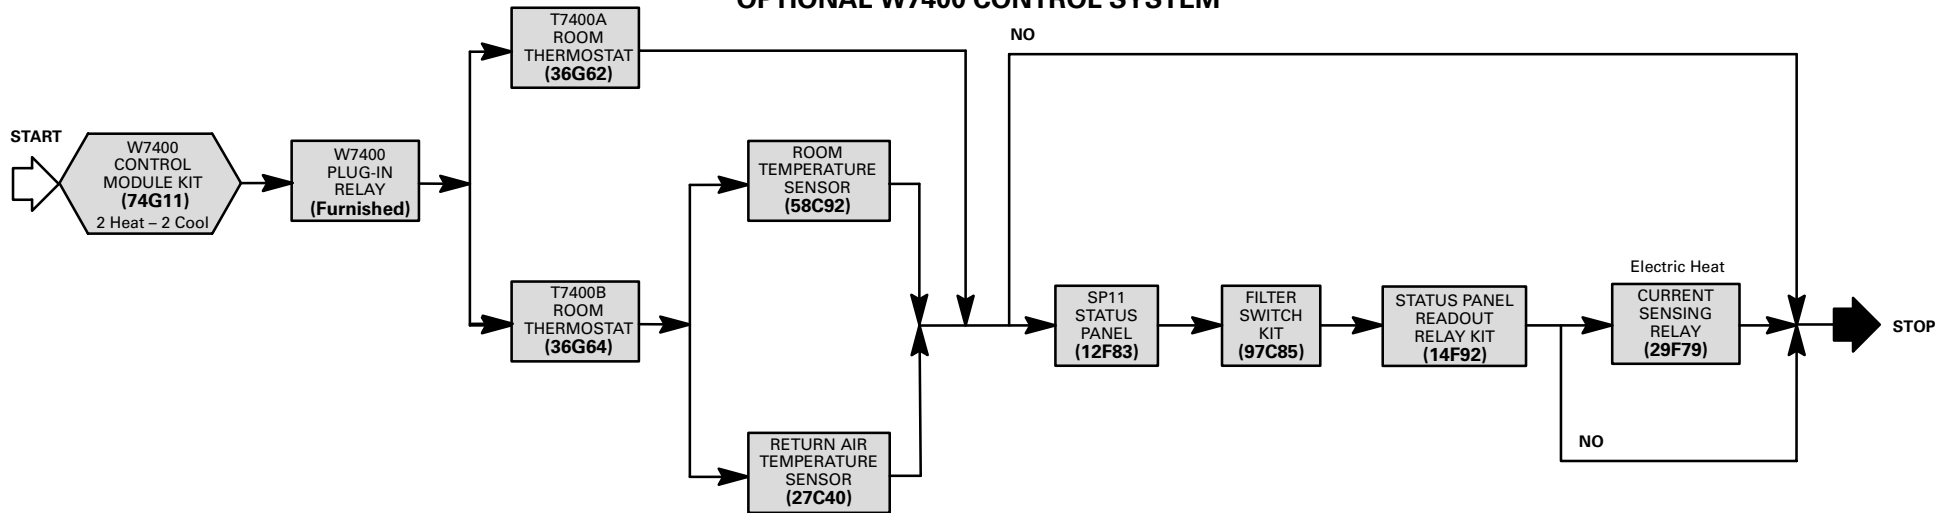 OPTIONAL W7400 CONTROL SYSTEM
START
W7400
CONTROL
MODULE KIT
(74G11)
2 Heat – 2 Cool
W7400
PLUG-IN
RELAY
(Furnished)
T7400A
ROOM
THERMOSTAT
(36G62)
T7400B
ROOM
THERMOSTAT
(36G64)
ROOM
TEMPERATURE
SENSOR
(58C92)
RETURN AIR
TEMPERATURE
SENSOR
(27C40)
NO
SP11
STATUS
PANEL
(12F83)
FILTER
SWITCH
KIT
(97C85)
STATUS PANEL
READOUT
RELAY KIT
(14F92)
Electric Heat
CURRENT
SENSING
RELAY
(29F79)
NO
STOP